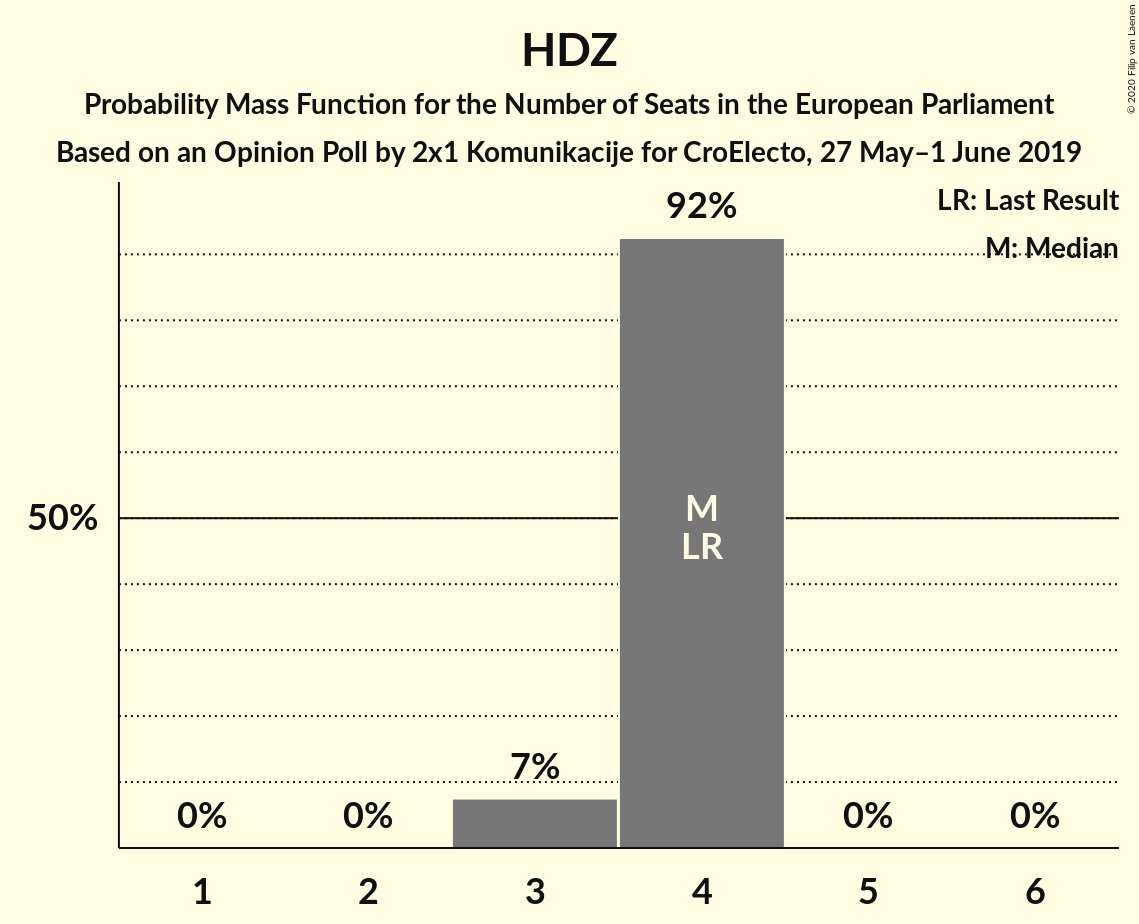 HDZ
Probability Mass Function for the Number of Seats in the European Parliament
Based on an Opinion Poll by 2x1 Komunikacije for CroElecto, 27 May–1 June 2019
© 2020 Filip van Laenen
LR: Last Result
M: Median
92%
50%
M
LR
7%
0%
0%
0%
0%
1
2
3
4
5
6